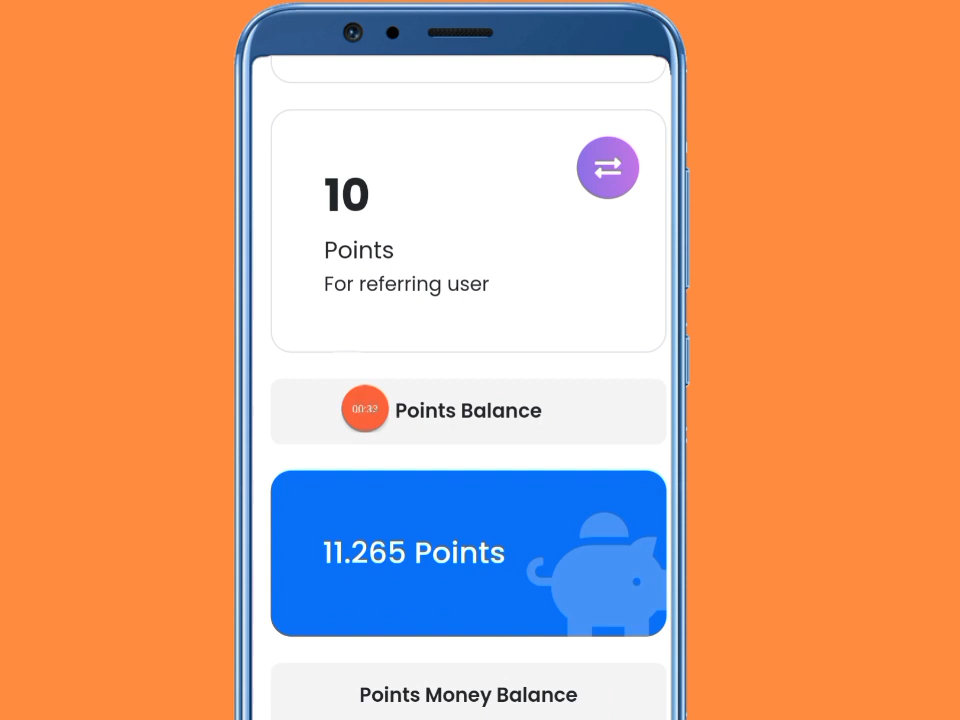 10
Points
For referring user
00:39
Points Balance
11.265 Points
Points Money Balance